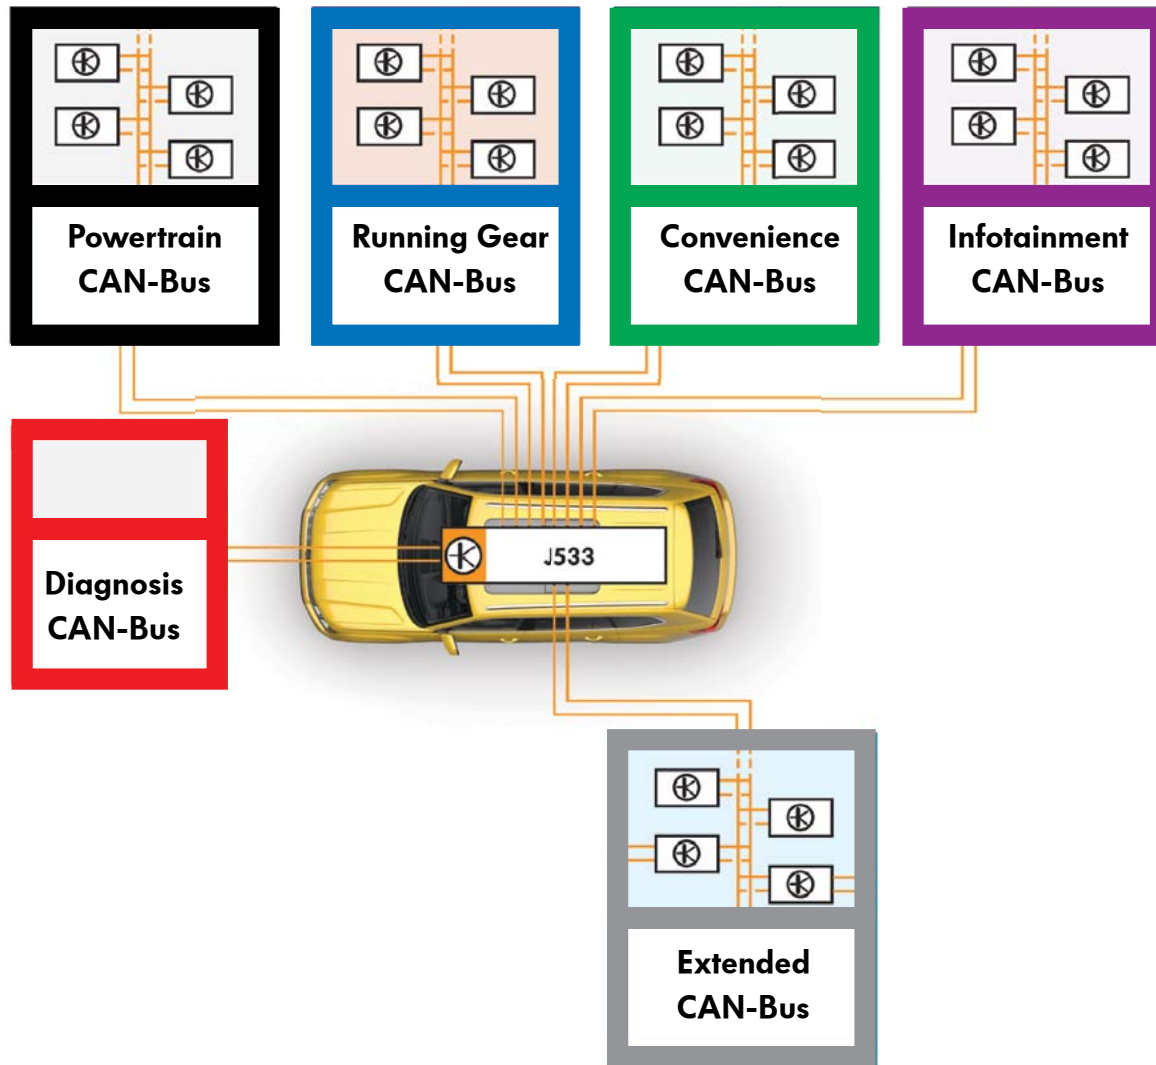 Powertrain
CAN-Bus
Running Gear
CAN-Bus
Convenience
CAN-Bus
Infotainment
CAN-Bus
Diagnosis
CAN-Bus
J533
Extended
CAN-Bus